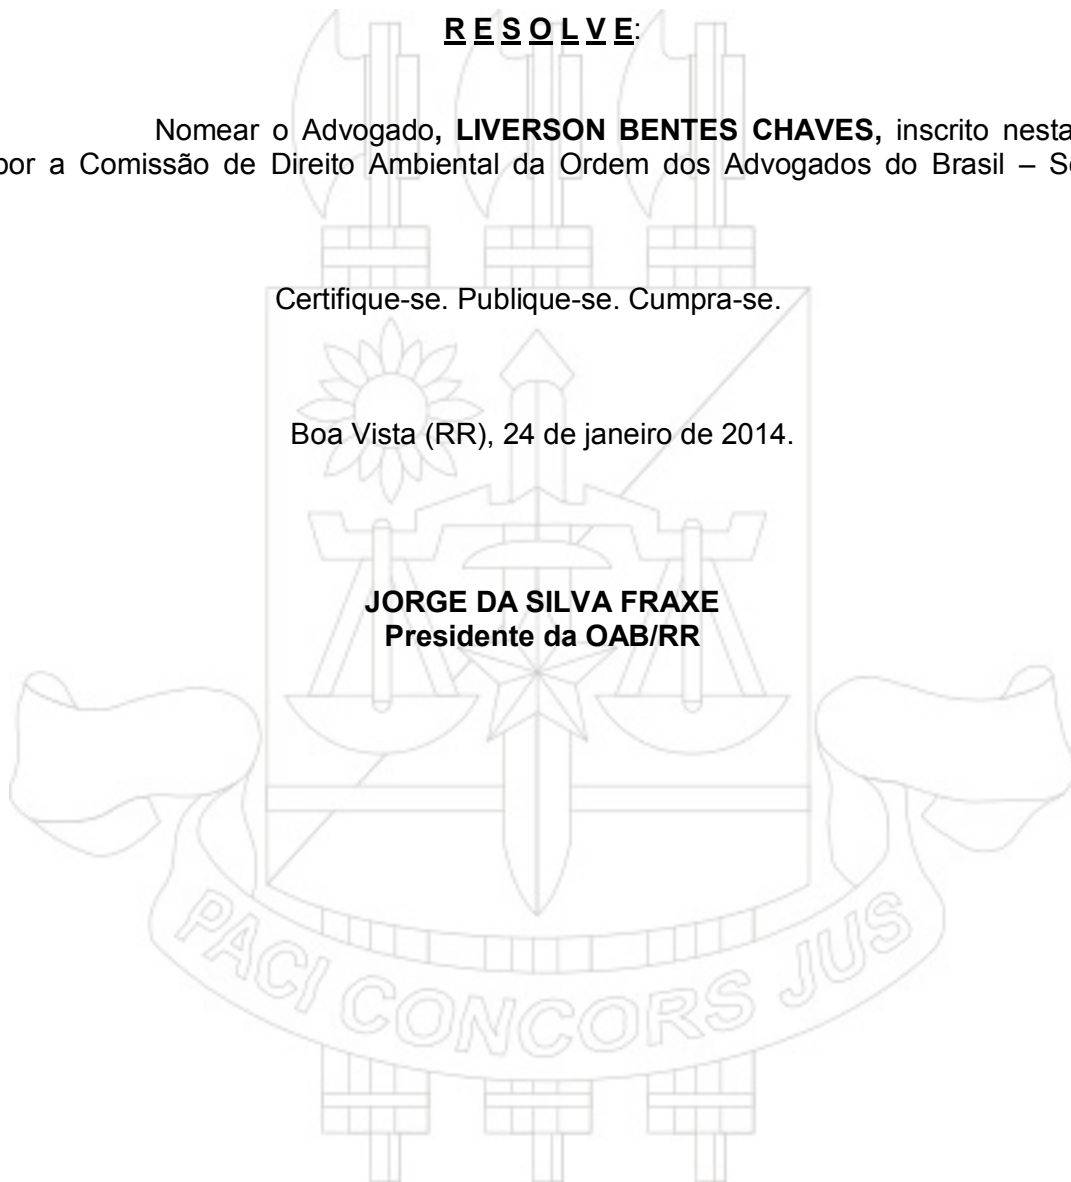 R E S O L V E:
Nomear o Advogado, LIVERSON BENTES CHAVES, inscrito nesta
por a Comissão de Direito Ambiental da Ordem dos Advogados do Brasil –
Certifique-se. Publique-se. Cumpra-se.
Boa Vista (RR), 24 de janeiro de 2014.
JORGE DA SILVA FRAXE
Presidente da OAB/RR
PACI CONCORS JUS